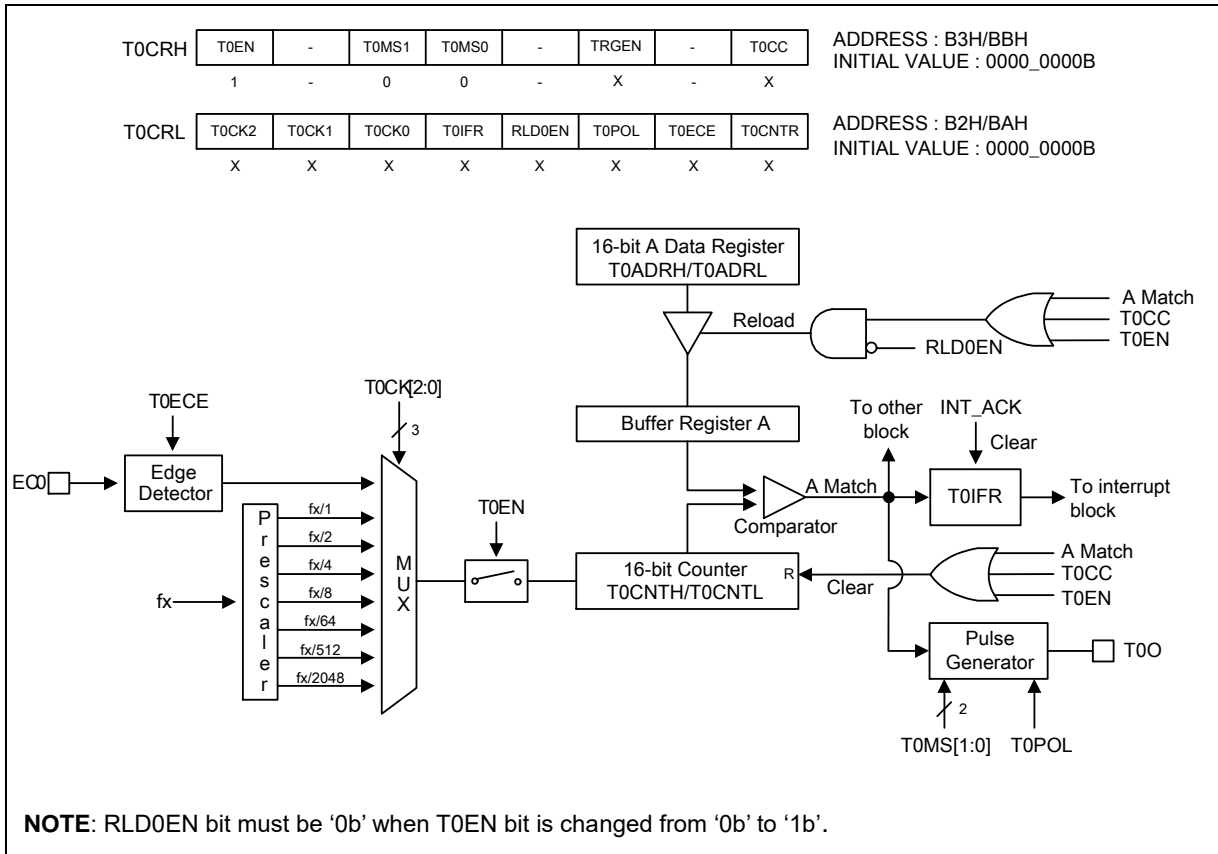 T0CRH T0EN - T0MS1 T0MS0 - TRGEN - T0CC ADDRESS : B3H/BBH
INITIAL VALUE : 0000_0000B
1 - 0 0 - X - X
T0CRL T0CK2 T0CK1 T0CK0 T0IFR RLD0EN T0POL T0ECE T0CNTR ADDRESS : B2H/BAH
INITIAL VALUE : 0000_0000B
X X X X X X X X
16-bit A Data Register
T0ADRH/T0ADRL
Reload
A Match
T0CC
T0EN
RLD0EN
T0CK[2:0]
3
T0ECE
Buffer Register A
To other
block
INT_ACK
Clear
EC0
Edge
Detector
A Match
T0IFR
To interrupt
block
Comparator
T0EN
Prescaler
fx/1
fx/2
fx/4
fx/8
fx/64
fx/512
fx/2048
fx
MUX
16-bit Counter
T0CNTH/T0CNTL
R
Clear
A Match
T0CC
T0EN
Pulse
Generator
T0O
2
T0MS[1:0]
T0POL
NOTE: RLD0EN bit must be ‘0b’ when T0EN bit is changed from ‘0b’ to ‘1b’.